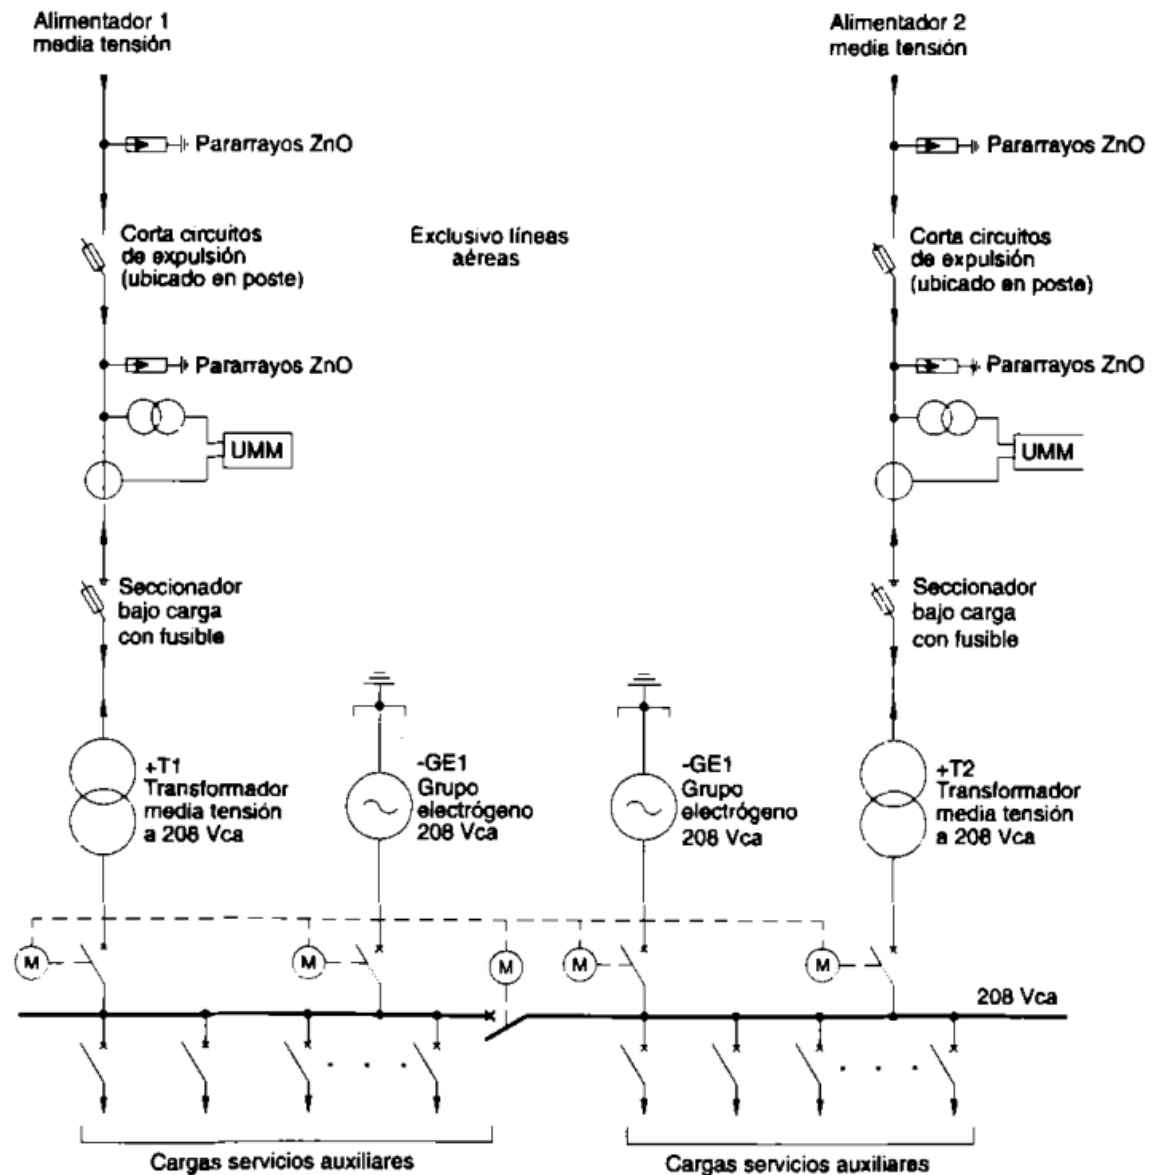 Alimentador 1
media tensión
Alimentador 2
media tensión
Pararrayos ZnO
Pararrayos ZnO
Corta circuitos
de expulsión
(ubicado en poste)
Exclusivo líneas
aéreas
Corta circuitos
de expulsión
(ubicado en poste)
Pararrayos ZnO
Pararrayos ZnO
UMM
UMM
Seccionador
bajo carga
con fusible
Seccionador
bajo carga
con fusible
+T1
Transformador
media tensión
a 208 Vca
-GE1
Grupo
electrógeno
208 Vca
-GE1
Grupo
electrógeno
208 Vca
+T2
Transformador
media tensión
a 208 Vca
M
M
M
M
M
208 Vca
Cargas servicios auxiliares
Cargas servicios auxiliares